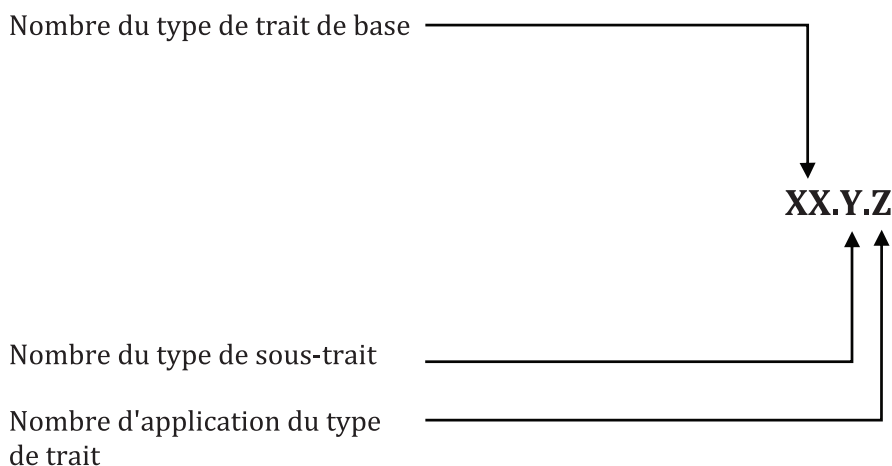 Nombre du type de trait de base
XX.Y.Z
Nombre du type de sous-trait
Nombre d'application du type
de trait